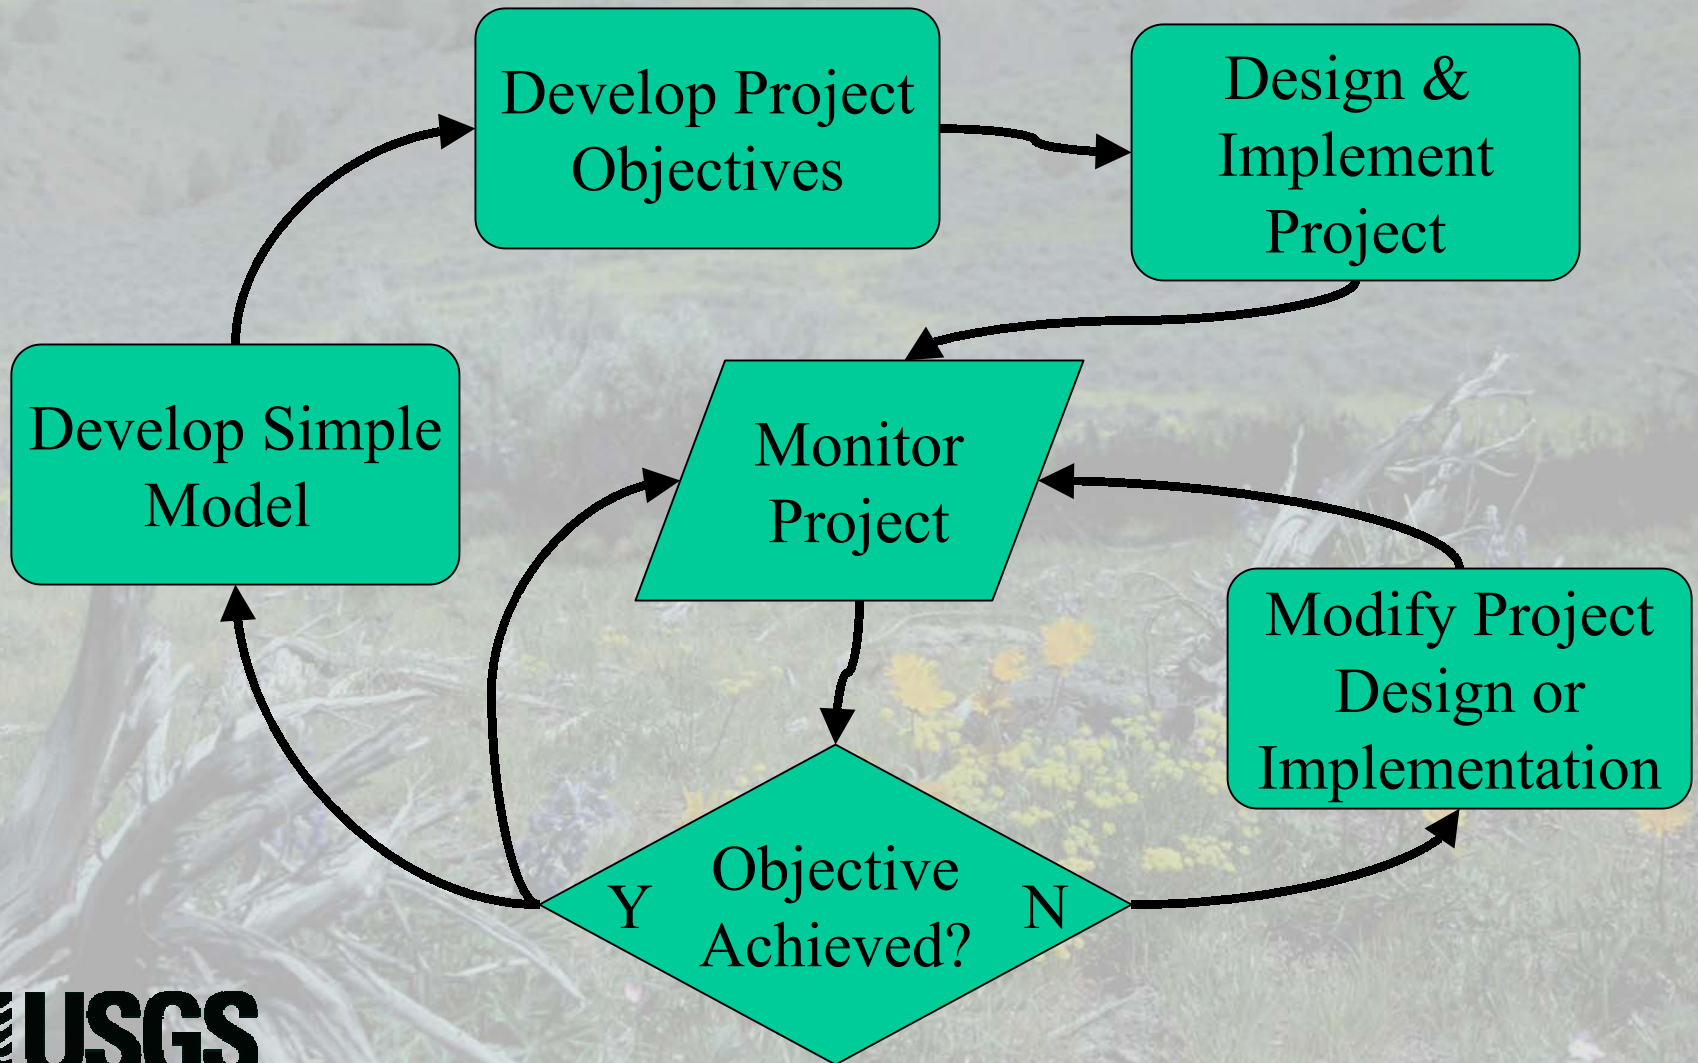 Develop Project
Objectives
Design &
Implement
Project
Develop Simple
Model
Monitor
Project
Modify Project
Design or
Implementation
Y
Objective
Achieved?
N
USGS